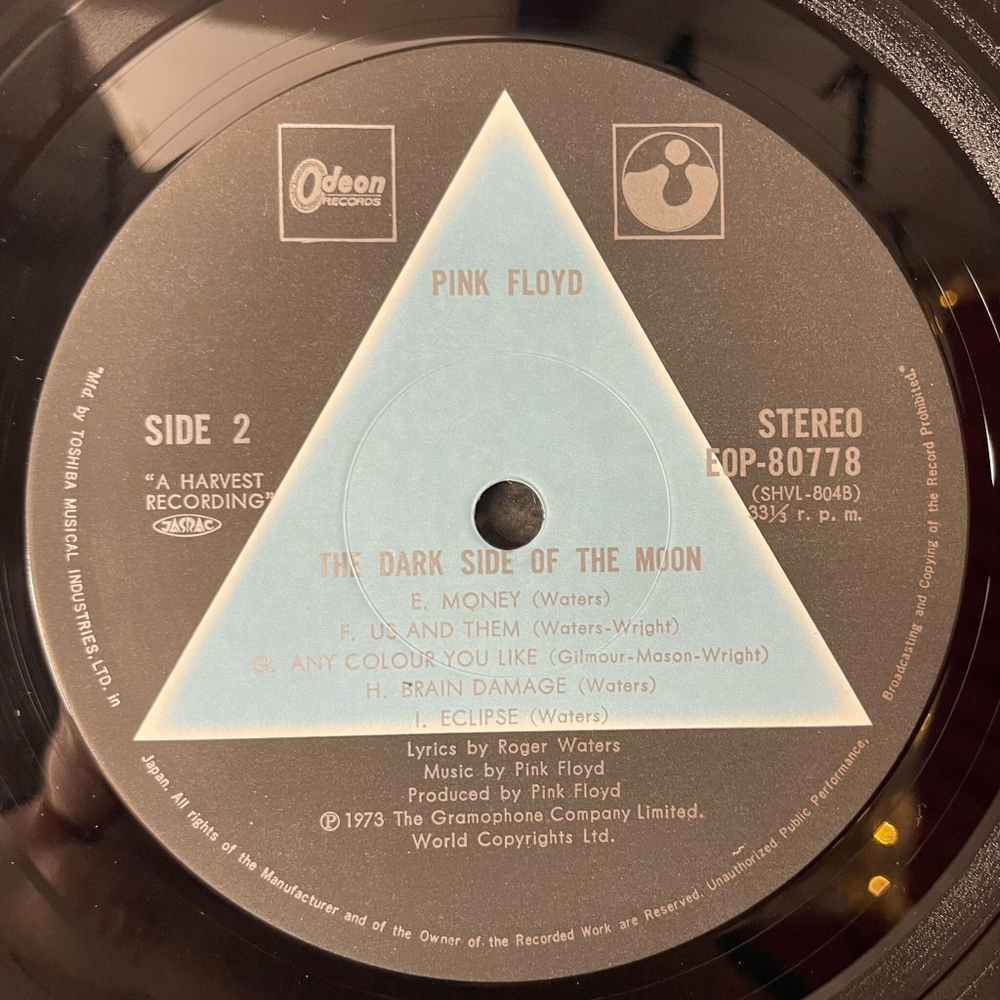 Odeon
RECORDS
PINK FLOYD
SIDE 2
"A HARVEST
RECORDING"
JASRAC
STEREO
EOP-80778
(SHVL-804B)
33⅓ r. p. m.
THE DARK SIDE OF THE MOON
E. MONEY (Waters)
F. US AND THEM (Waters-Wright)
G. ANY COLOUR YOU LIKE (Gilmour-Mason-Wright)
H. BRAIN DAMAGE (Waters)
I. ECLIPSE (Waters)
Lyrics by Roger Waters
Music by Pink Floyd
Produced by Pink Floyd
Ⓟ 1973 The Gramophone Company Limited.
World Copyrights Ltd.
"Mfd. by TOSHIBA MUSICAL INDUSTRIES, LTD. in Japan. All rights of the Manufacturer and of the Owner of the Recorded Work are Reserved. Unauthorized Public Performance, Broadcasting and Copying of the Record Prohibited."